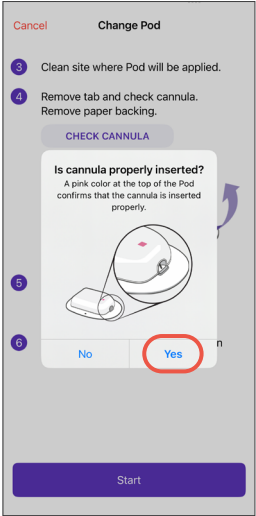 Cancel
Change Pod
3 Clean site where Pod will be applied.
4 Remove tab and check cannula.
Remove paper backing.
CHECK CANNULA
Is cannula properly inserted?
A pink color at the top of the Pod
confirms that the cannula is inserted
properly.
5
6
n
No
Yes
Start